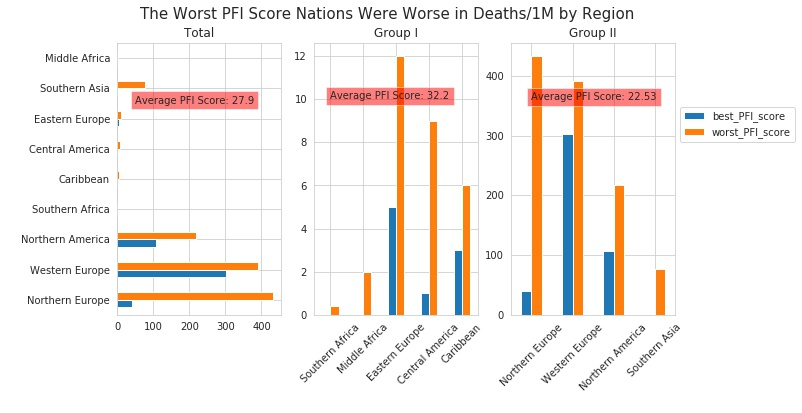 The Worst PFI Score Nations Were Worse in Deaths/1M by Region
Total
Middle Africa
Southern Asia
Eastern Europe
Central America
Caribbean
Southern Africa
Northern America
Western Europe
Northern Europe
Average PFI Score: 27.9
0 100 200 300 400
Group I
12
10
8
6
4
2
0
Average PFI Score: 32.2
Southern Africa
Middle Africa
Eastern Europe
Central America
Caribbean
Group II
400
300
200
100
0
Average PFI Score: 22.53
Northern Europe
Western Europe
Northern America
Southern Asia
best_PFI_score
worst_PFI_score